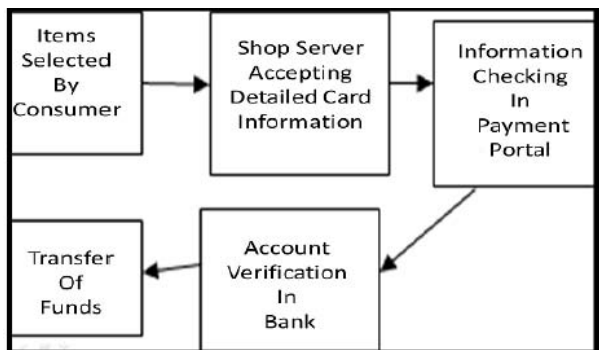 Items
Selected
By
Consumer
Shop Server
Accepting
Detailed Card
Information
Information
Checking
In
Payment
Portal
Account
Verification
In
Bank
Transfer
Of
Funds